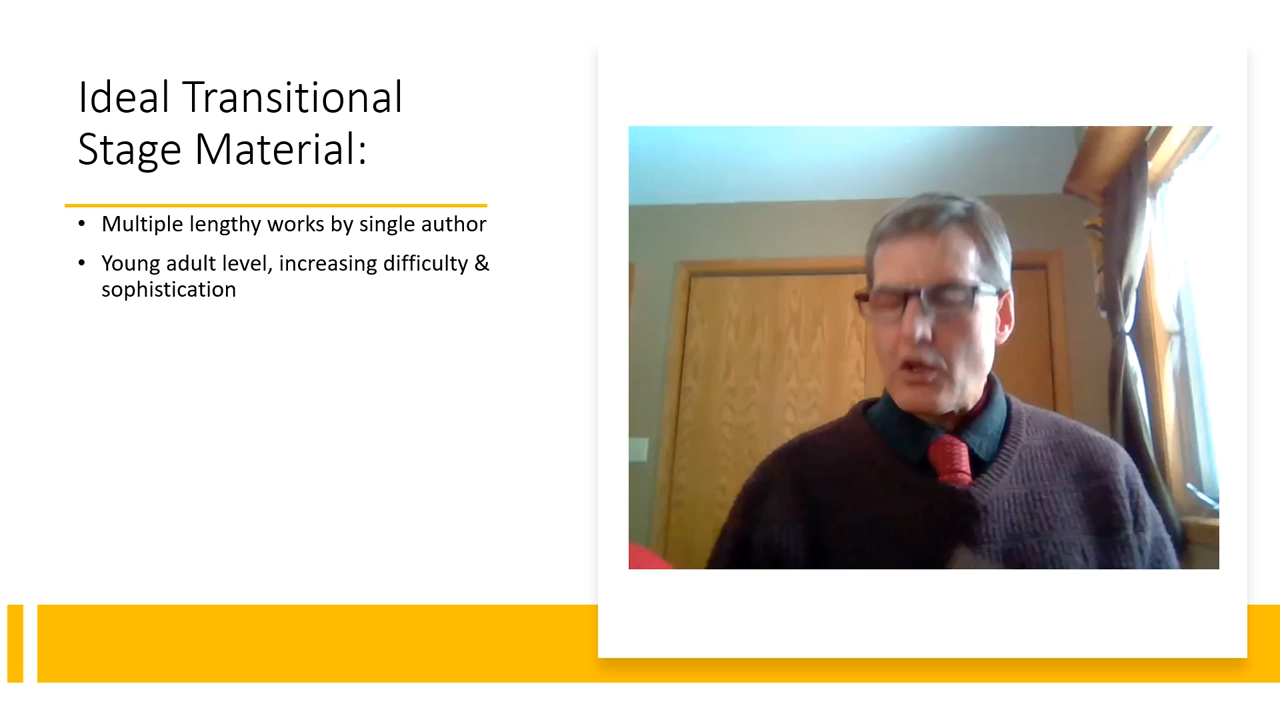 Ideal Transitional
Stage Material:
• Multiple lengthy works by single author
• Young adult level, increasing difficulty &
sophistication